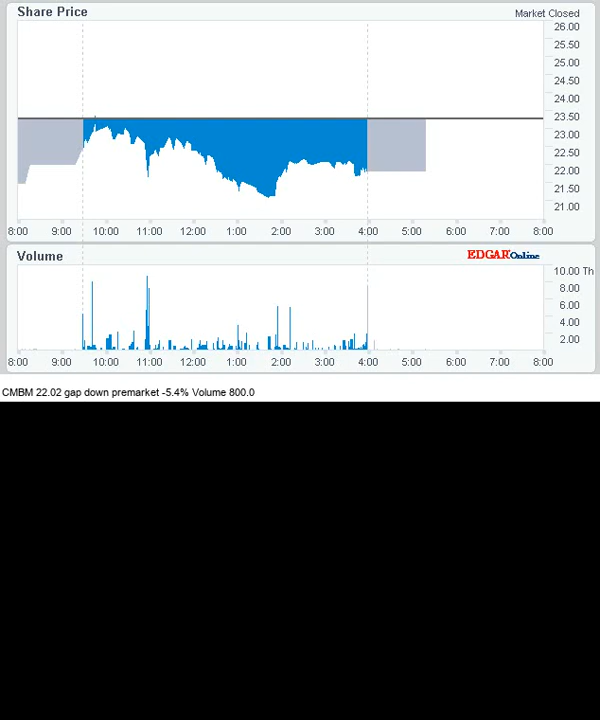 Share Price
Market Closed
26.00
25.50
25.00
24.50
24.00
23.50
23.00
22.50
22.00
21.50
21.00
8:00 9:00 10:00 11:00 12:00 1:00 2:00 3:00 4:00 5:00 6:00 7:00 8:00
Volume
EDGAR Online
10.00 Th
8.00
6.00
4.00
2.00
8:00 9:00 10:00 11:00 12:00 1:00 2:00 3:00 4:00 5:00 6:00 7:00 8:00
CMBM 22.02 gap down premarket -5.4% Volume 800.0